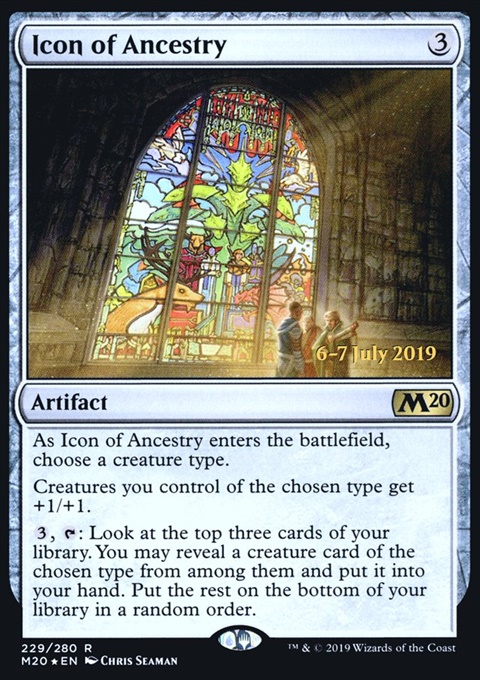 Icon of Ancestry 3
6–7 July 2019
Artifact M20
As Icon of Ancestry enters the battlefield,
choose a creature type.
Creatures you control of the chosen type get
+1/+1.
3, T: Look at the top three cards of your
library. You may reveal a creature card of the
chosen type from among them and put it into
your hand. Put the rest on the bottom of your
library in a random order.
229/280 R
M20 ★ EN Chris Seaman
™ & © 2019 Wizards of the Coast